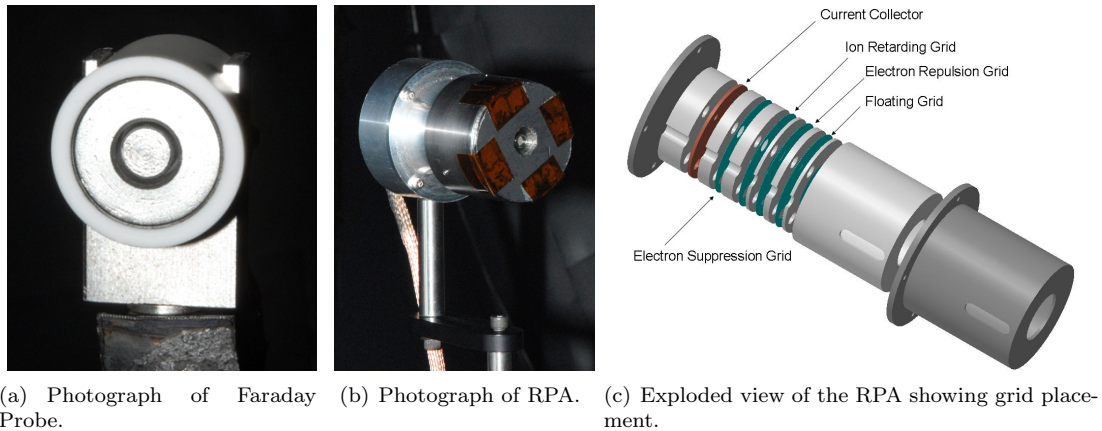 Current Collector
Ion Retarding Grid
Electron Repulsion Grid
Floating Grid
Electron Suppression Grid
(a) Photograph of Faraday
Probe.
(b) Photograph of RPA.
(c) Exploded view of the RPA showing grid place-
ment.